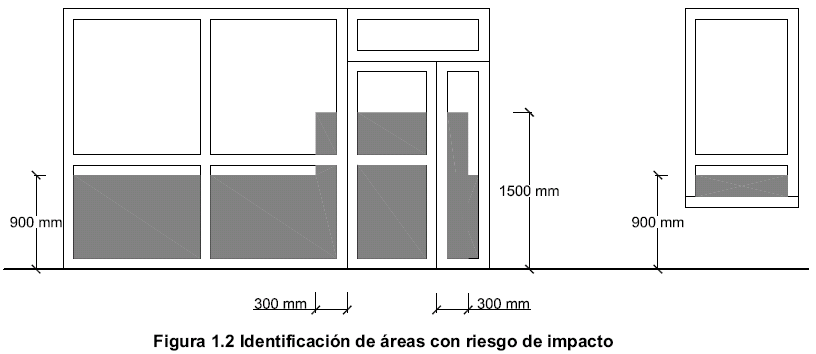 1500 mm
900 mm
900 mm
300 mm
300 mm
Figura 1.2 Identificación de áreas con riesgo de impacto